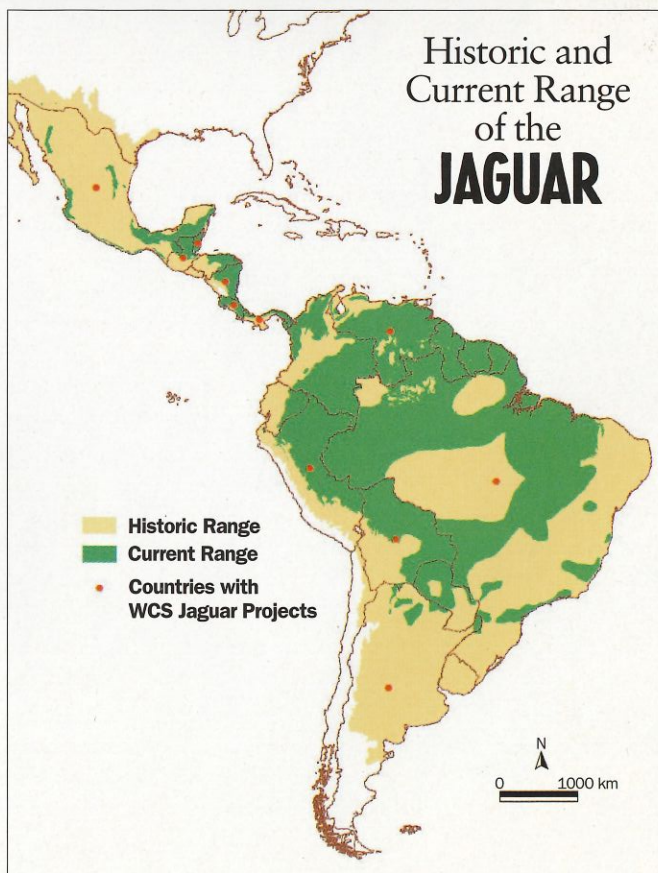 Historic and
Current Range
of the
JAGUAR
Historic Range
Current Range
Countries with
WCS Jaguar Projects
N
0 1000 km